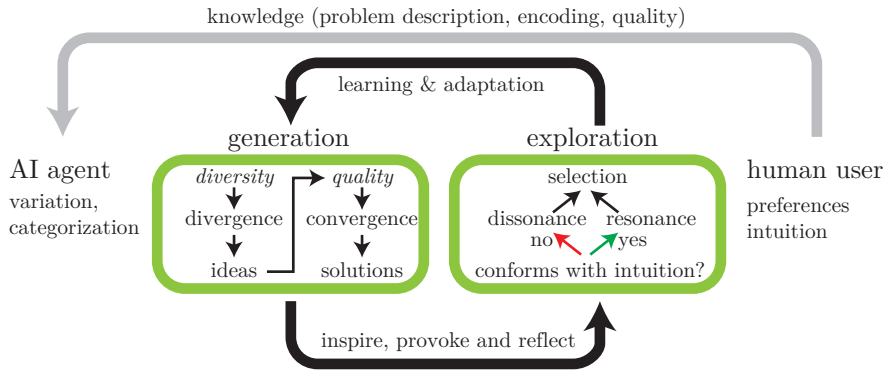 knowledge (problem description, encoding, quality)
learning & adaptation
generation
exploration
AI agent
variation,
categorization
diversity
quality
divergence
convergence
ideas
solutions
selection
dissonance
resonance
no
yes
conforms with intuition?
human user
preferences
intuition
inspire, provoke and reflect